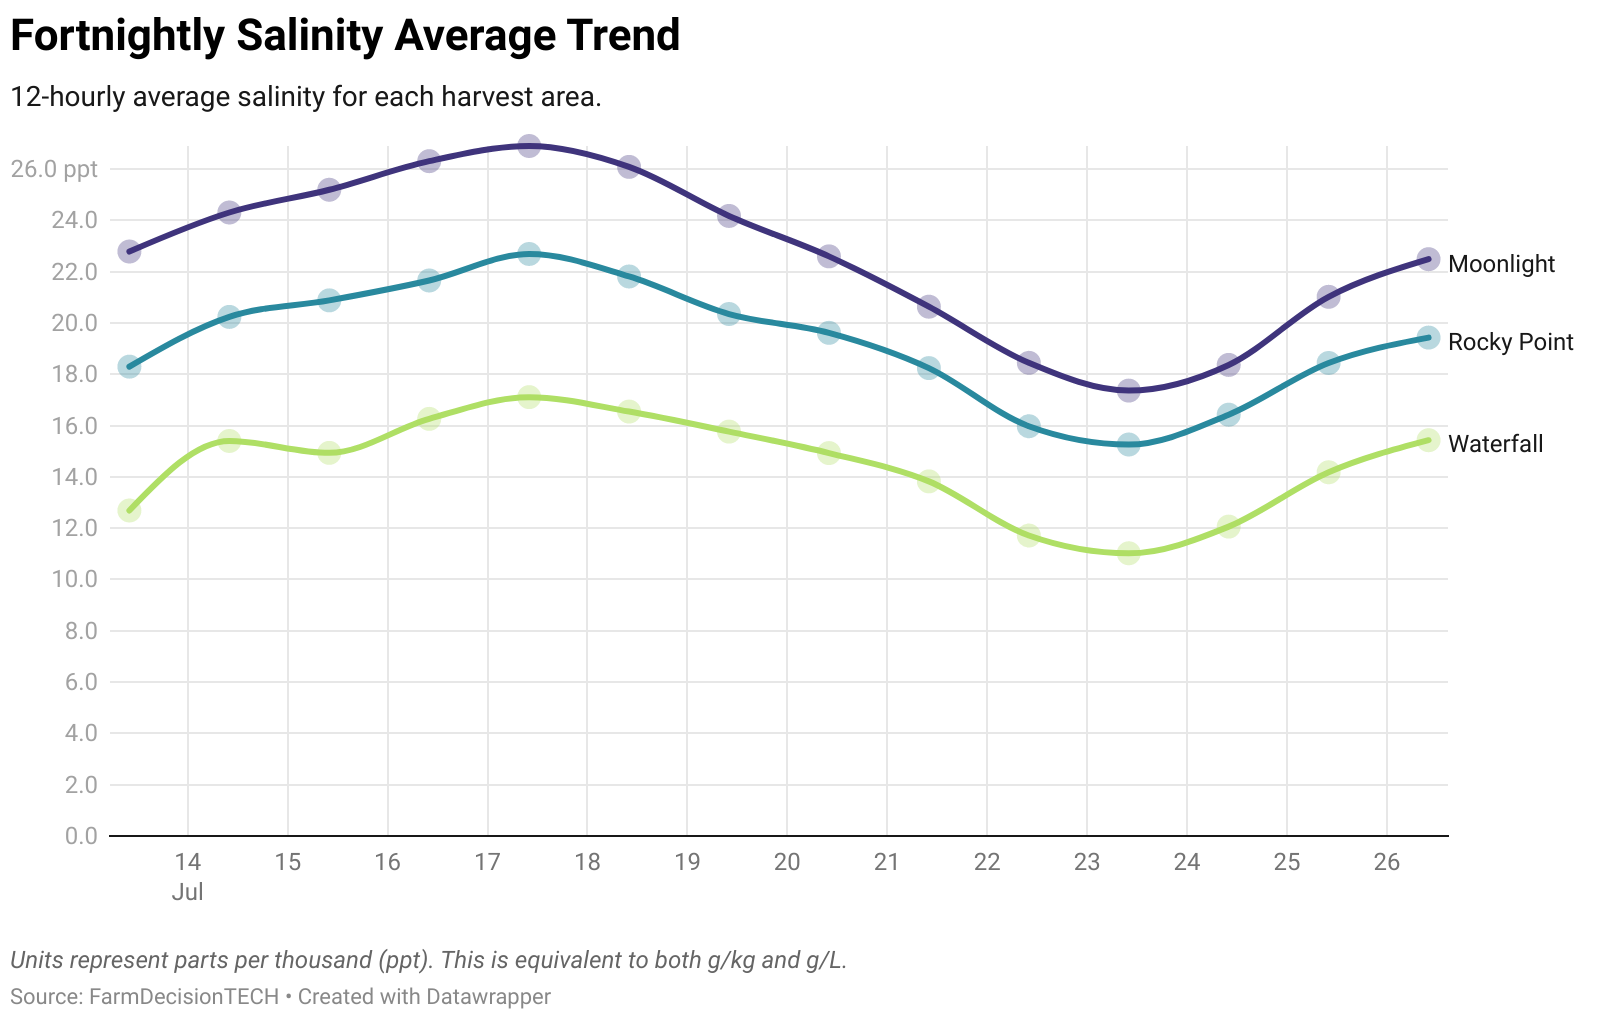 Fortnightly Salinity Average Trend
12-hourly average salinity for each harvest area.
26.0 ppt
24.0
22.0
20.0
18.0
16.0
14.0
12.0
10.0
8.0
6.0
4.0
2.0
0.0
Moonlight
Rocky Point
Waterfall
14 15 16 17 18 19 20 21 22 23 24 25 26
Jul
Units represent parts per thousand (ppt). This is equivalent to both g/kg and g/L.
Source: FarmDecisionTECH • Created with Datawrapper